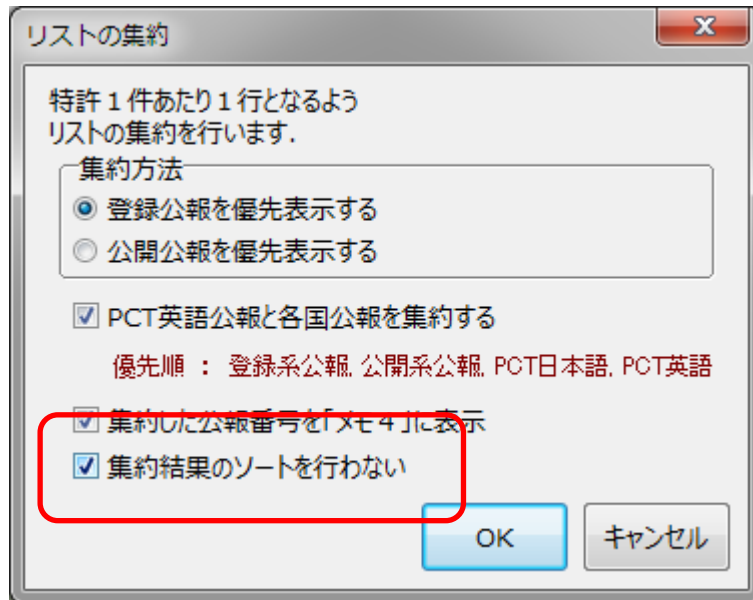 リストの集約
特許１件あたり１行となるよう
リストの集約を行います.
集約方法
登録公報を優先表示する
公開公報を優先表示する
PCT英語公報と各国公報を集約する
優先順 ： 登録系公報, 公開系公報, PCT日本語, PCT英語
集約した公報番号を「メモ４」に表示
集約結果のソートを行わない
OK
キャンセル